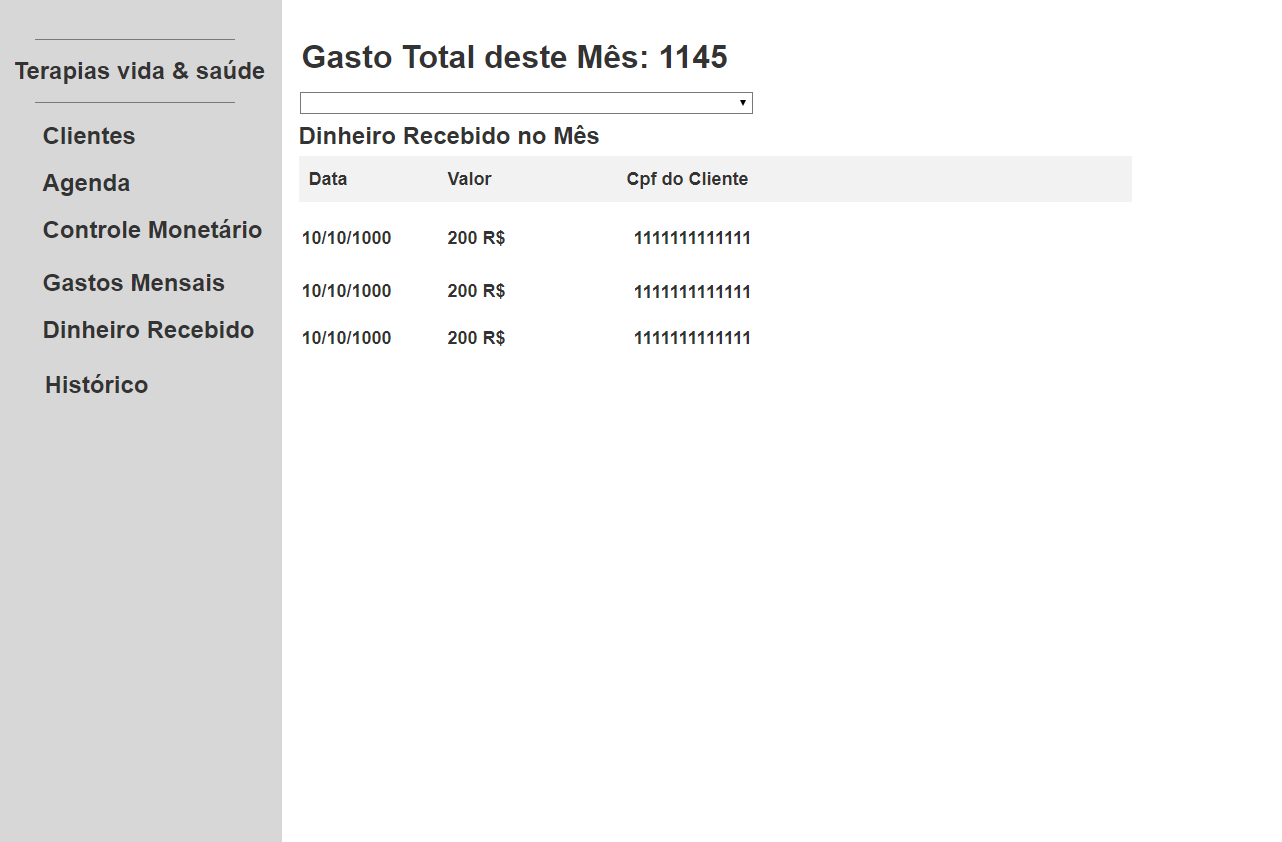 Terapias vida & saúde
Clientes
Agenda
Controle Monetário
Gastos Mensais
Dinheiro Recebido
Histórico
Gasto Total deste Mês: 1145
Dinheiro Recebido no Mês
Data Valor Cpf do Cliente
10/10/1000 200 R$ 1111111111111
10/10/1000 200 R$ 1111111111111
10/10/1000 200 R$ 1111111111111